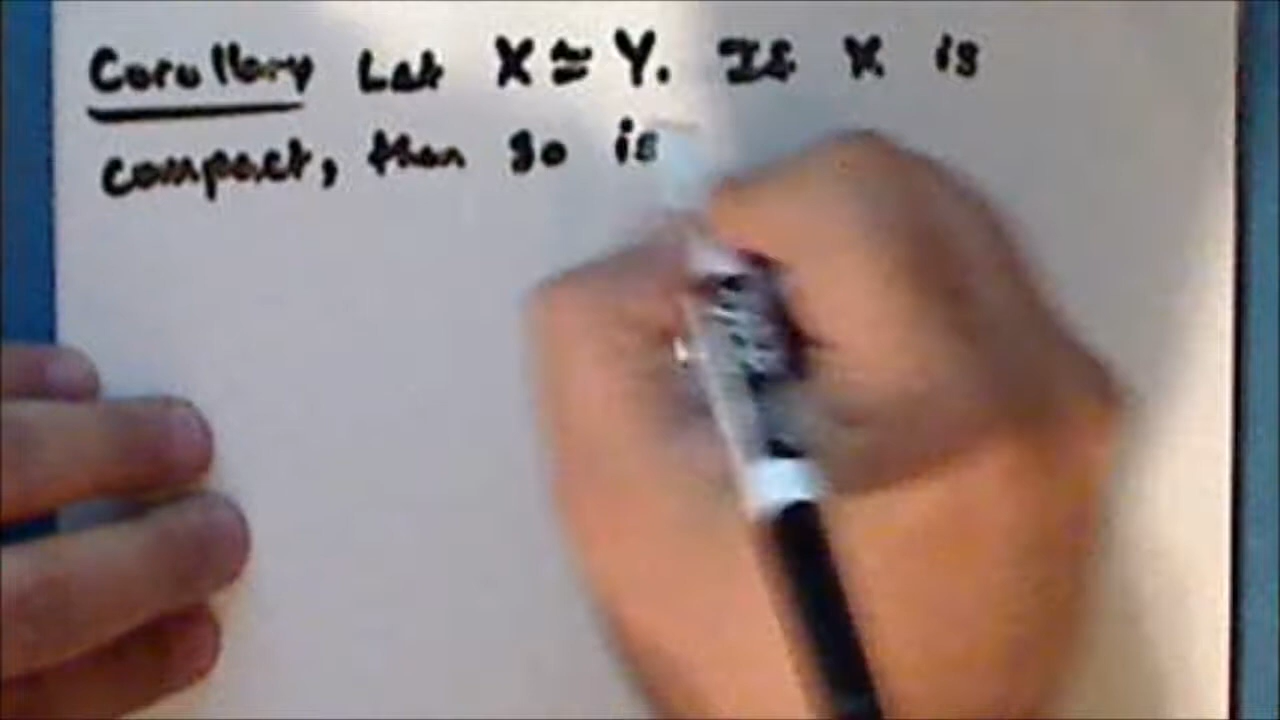 Corollary Let X ≅ Y. If X is
compact, then so is